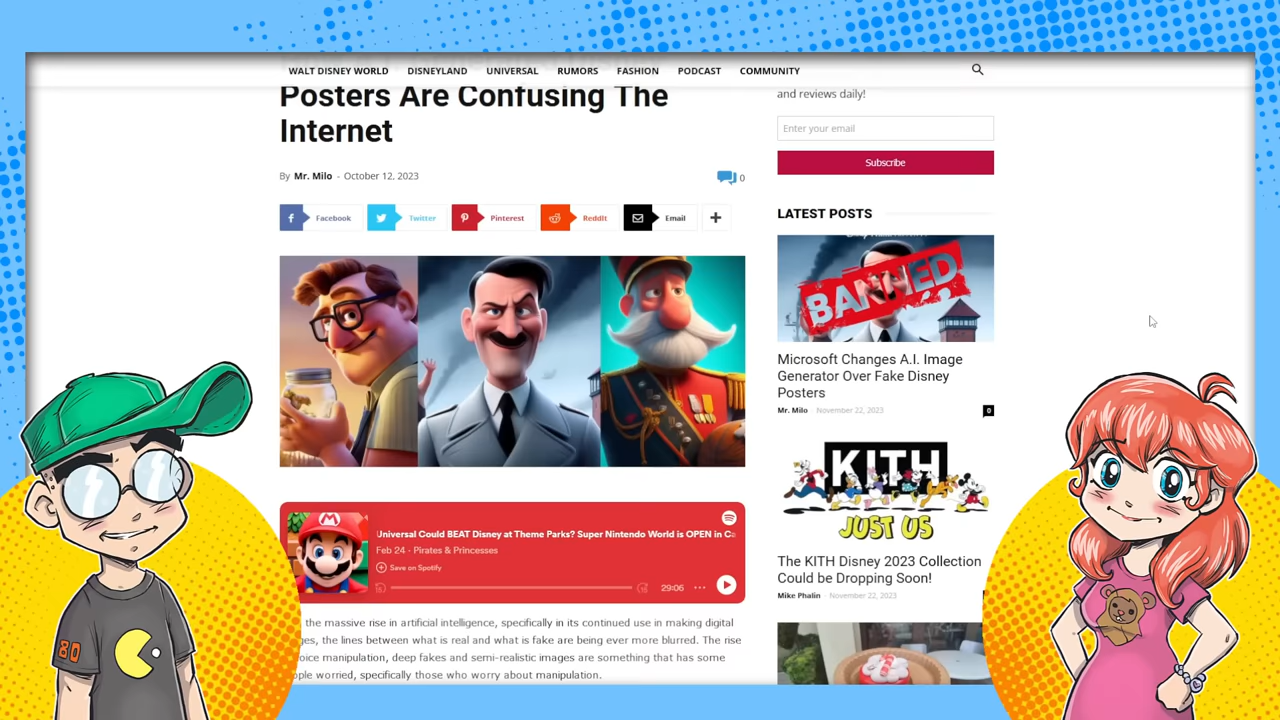 WALT DISNEY WORLD DISNEYLAND UNIVERSAL RUMORS FASHION PODCAST COMMUNITY
Posters Are Confusing The
Internet
By Mr. Milo - October 12, 2023
0
Facebook Twitter Pinterest ReddIt Email
Universal Could BEAT Disney at Theme Parks? Super Nintendo World is OPEN in
Feb 24 · Pirates & Princesses
Save on Spotify
29:06
the massive rise in artificial intelligence, specifically in its continued use in making digital
the lines between what is real and what is fake are being ever more blurred. The rise
manipulation, deep fakes and semi-realistic images are something that has some
worried, specifically those who worry about manipulation.
and reviews daily!
Enter your email
Subscribe
LATEST POSTS
BANNED
Microsoft Changes A.I. Image
Generator Over Fake Disney
Posters
Mr. Milo - November 22, 2023
0
KITH
JUST US
The KITH Disney 2023 Collection
Could be Dropping Soon!
Mike Phalin - November 22, 2023
80
M